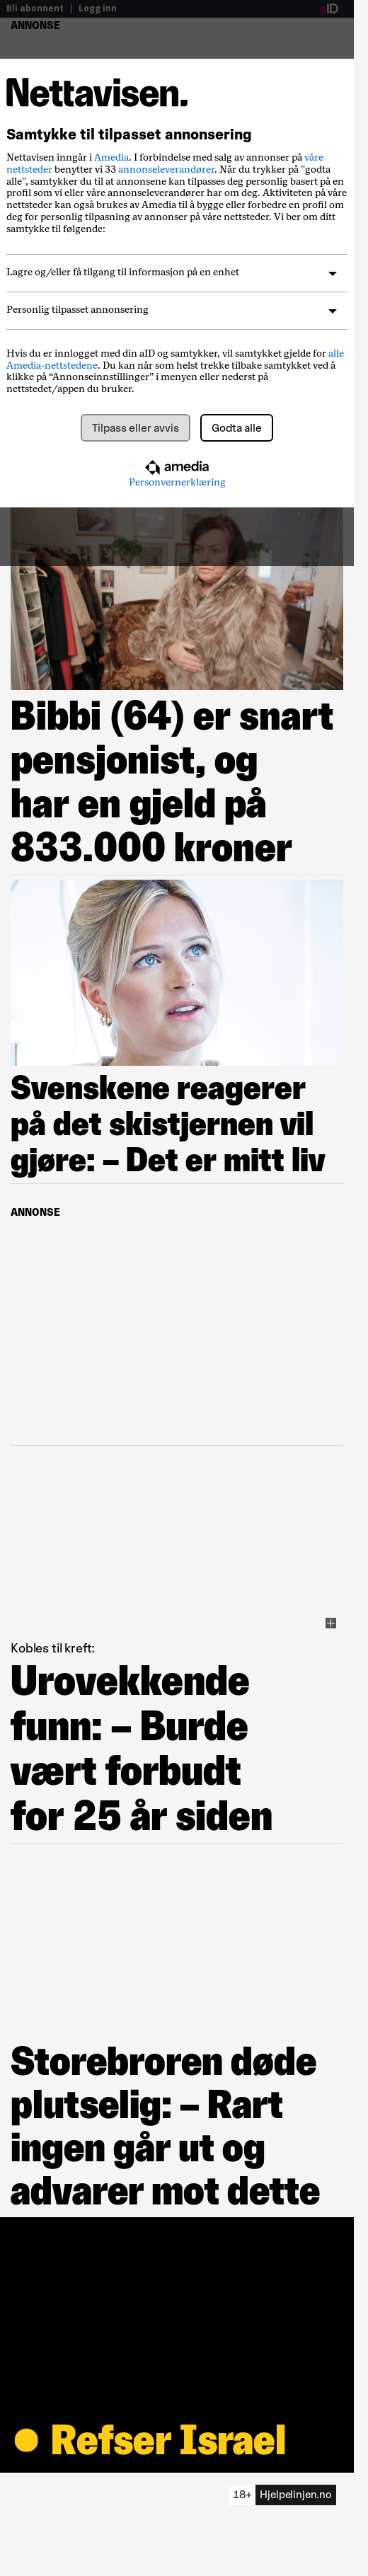 Bli abonnent | Logg inn
aID
ANNONSE
Nettavisen.
Samtykke til tilpasset annonsering
Nettavisen inngår i Amedia. I forbindelse med salg av annonser på våre
nettsteder benytter vi 33 annonseleverandører. Når du trykker på "godta
alle", samtykker du til at annonsene kan tilpasses deg personlig basert på en
profil som vi eller våre annonseleverandører har om deg. Aktiviteten på våre
nettsteder kan også brukes av Amedia til å bygge eller forbedre en profil om
deg for personlig tilpasning av annonser på våre nettsteder. Vi ber om ditt
samtykke til følgende:
Lagre og/eller få tilgang til informasjon på en enhet
Personlig tilpasset annonsering
Hvis du er innlogget med din aID og samtykker, vil samtykket gjelde for alle
Amedia-nettstedene. Du kan når som helst trekke tilbake samtykket ved å
klikke på “Annonseinnstillinger” i menyen eller nederst på
nettstedet/appen du bruker.
Tilpass eller avvis
Godta alle
amedia
Personvernerklæring
Bibbi (64) er snart
pensjonist, og
har en gjeld på
833.000 kroner
Svenskene reagerer
på det skistjernen vil
gjøre: – Det er mitt liv
ANNONSE
Kobles til kreft:
Urovekkende
funn: – Burde
vært forbudt
for 25 år siden
Storebroren døde
plutselig: – Rart
ingen går ut og
advarer mot dette
Refser Israel
18+ Hjelpelinjen.no